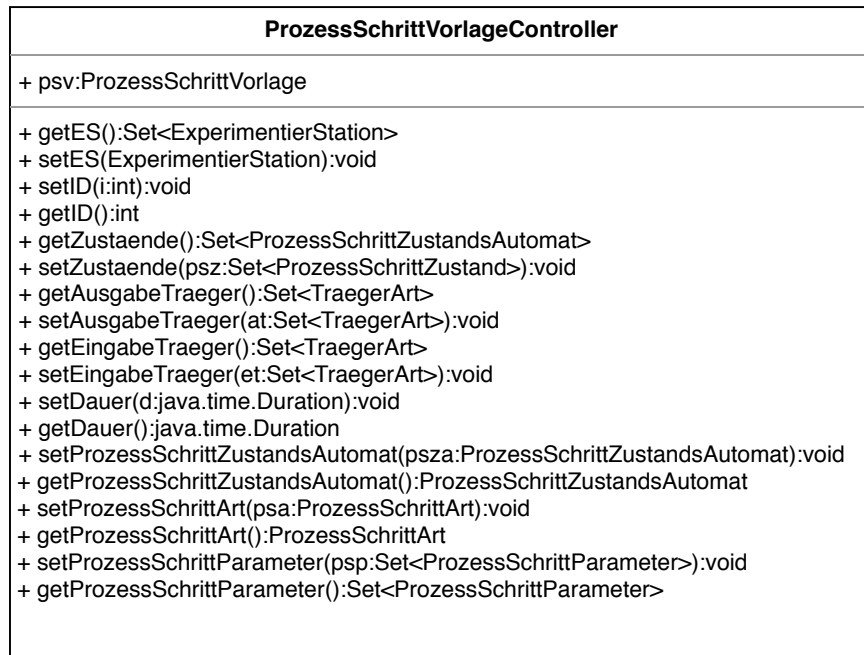 ProzessSchrittVorlageController
+ psv:ProzessSchrittVorlage
+ getES():Set<ExperimentierStation>
+ setES(ExperimentierStation):void
+ setID(i:int):void
+ getID():int
+ getZustaende():Set<ProzessSchrittZustandsAutomat>
+ setZustaende(psz:Set<ProzessSchrittZustand>):void
+ getAusgabeTraeger():Set<TraegerArt>
+ setAusgabeTraeger(at:Set<TraegerArt>):void
+ getEingabeTraeger():Set<TraegerArt>
+ setEingabeTraeger(et:Set<TraegerArt>):void
+ setDauer(d:java.time.Duration):void
+ getDauer():java.time.Duration
+ setProzessSchrittZustandsAutomat(psza:ProzessSchrittZustandsAutomat):void
+ getProzessSchrittZustandsAutomat():ProzessSchrittZustandsAutomat
+ setProzessSchrittArt(psa:ProzessSchrittArt):void
+ getProzessSchrittArt():ProzessSchrittArt
+ setProzessSchrittParameter(psp:Set<ProzessSchrittParameter>):void
+ getProzessSchrittParameter():Set<ProzessSchrittParameter>